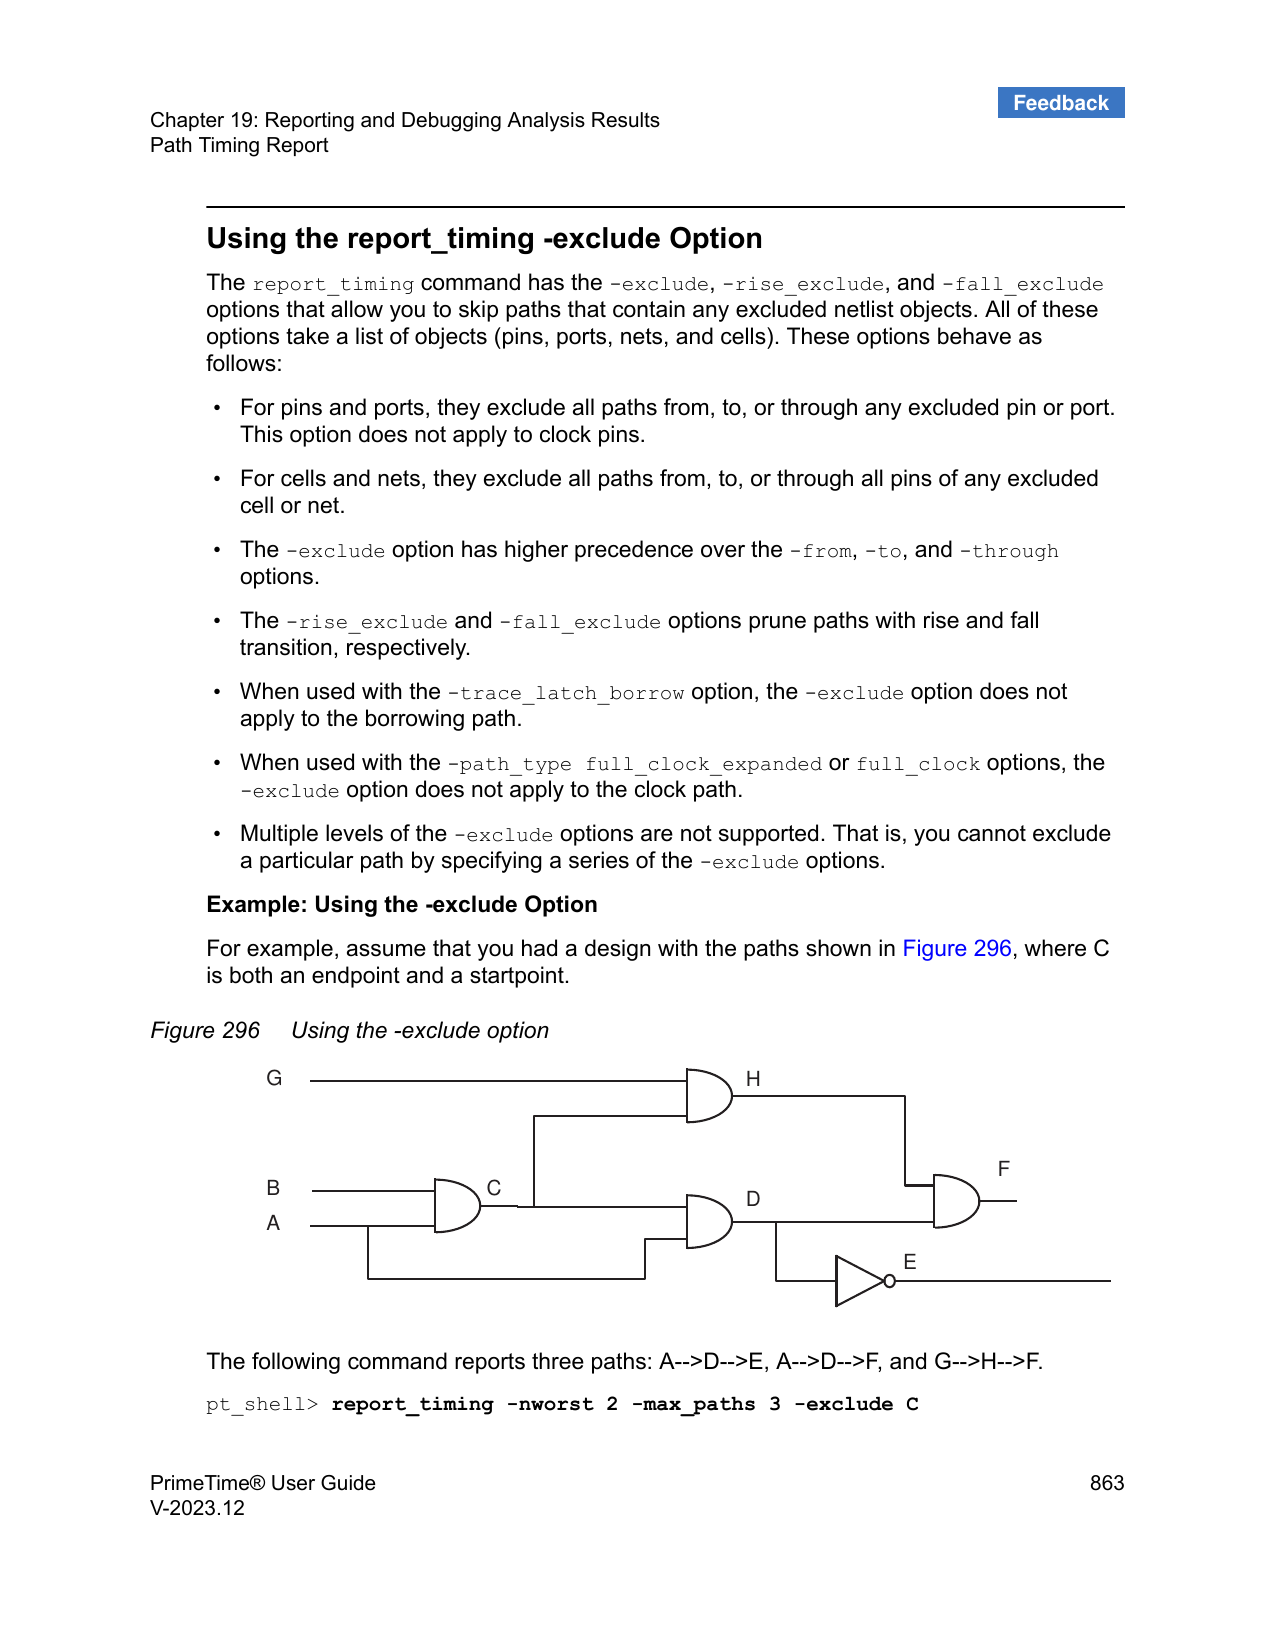 Feedback
Chapter 19: Reporting and Debugging Analysis Results
Path Timing Report
Using the report_timing -exclude Option
The report_timing command has the -exclude, -rise_exclude, and -fall_exclude
options that allow you to skip paths that contain any excluded netlist objects. All of these
options take a list of objects (pins, ports, nets, and cells). These options behave as
follows:
• For pins and ports, they exclude all paths from, to, or through any excluded pin or port.
This option does not apply to clock pins.
• For cells and nets, they exclude all paths from, to, or through all pins of any excluded
cell or net.
• The -exclude option has higher precedence over the -from, -to, and -through
options.
• The -rise_exclude and -fall_exclude options prune paths with rise and fall
transition, respectively.
• When used with the -trace_latch_borrow option, the -exclude option does not
apply to the borrowing path.
• When used with the -path_type full_clock_expanded or full_clock options, the
-exclude option does not apply to the clock path.
• Multiple levels of the -exclude options are not supported. That is, you cannot exclude
a particular path by specifying a series of the -exclude options.
Example: Using the -exclude Option
For example, assume that you had a design with the paths shown in Figure 296, where C
is both an endpoint and a startpoint.
Figure 296 Using the -exclude option
G
H
F
B
C
D
A
E
The following command reports three paths: A-->D-->E, A-->D-->F, and G-->H-->F.
pt_shell> report_timing -nworst 2 -max_paths 3 -exclude C
PrimeTime® User Guide
863
V-2023.12